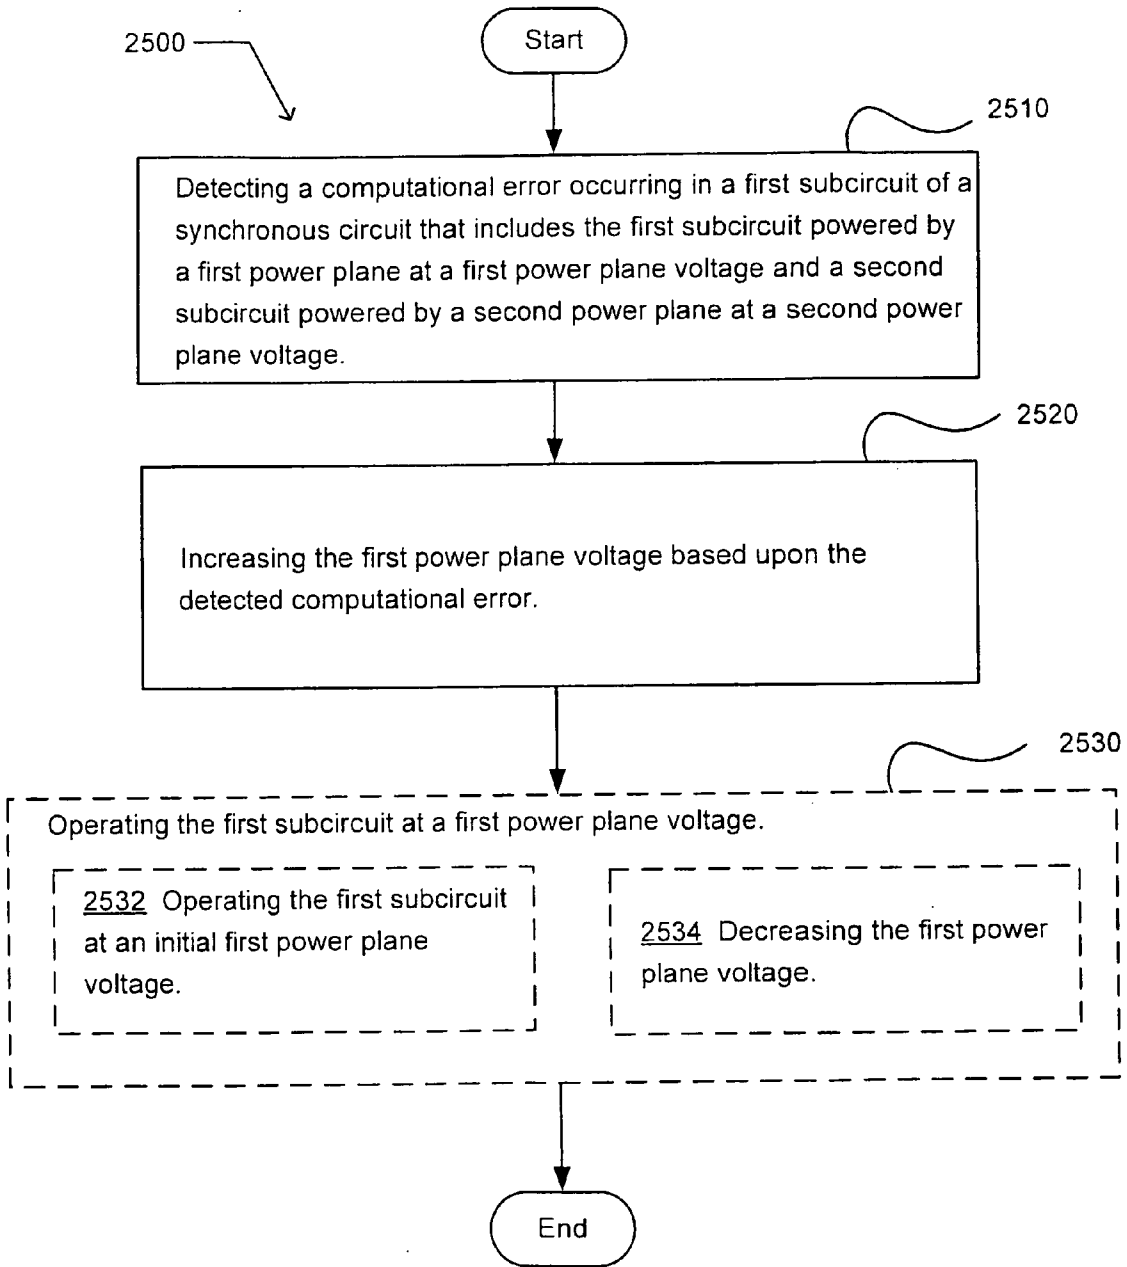 2500
Start
2510
Detecting a computational error occurring in a first subcircuit of a
synchronous circuit that includes the first subcircuit powered by
a first power plane at a first power plane voltage and a second
subcircuit powered by a second power plane at a second power
plane voltage.
2520
Increasing the first power plane voltage based upon the
detected computational error.
2530
Operating the first subcircuit at a first power plane voltage.
2532 Operating the first subcircuit
at an initial first power plane
voltage.
2534 Decreasing the first power
plane voltage.
End